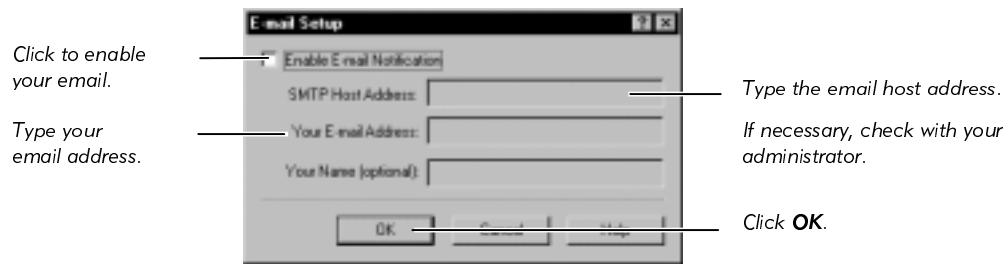 E-mail Setup
Click to enable
your email.
Enable E-mail Notification
SMTP Host Address:
Type the email host address.
Type your
email address.
Your E-mail Address:
If necessary, check with your
administrator.
Your Name (optional):
OK
Cancel
Help
Click OK.